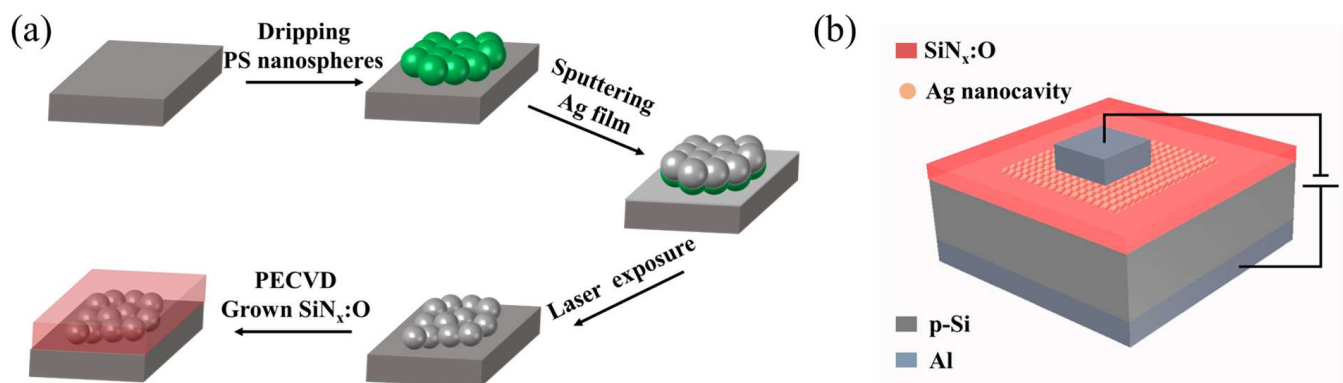 (a)
Dripping
PS nanospheres
Sputtering
Ag film
Laser exposure
PECVD
Grown SiNₓ:O
(b)
SiNₓ:O
Ag nanocavity
p-Si
Al